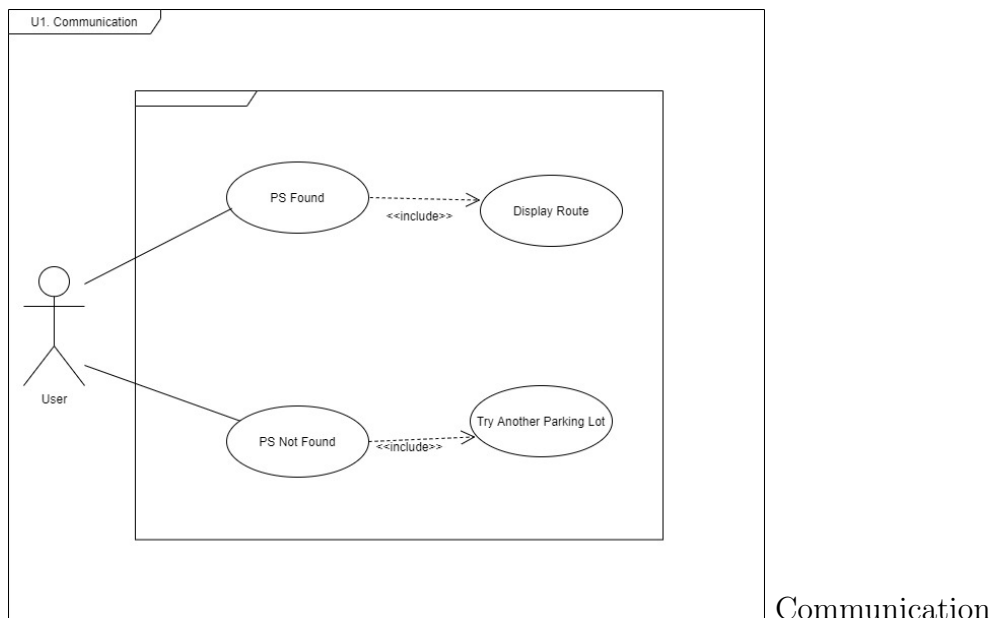 U1. Communication
PS Found
<<include>>
Display Route
User
PS Not Found
<<include>>
Try Another Parking Lot
Communication